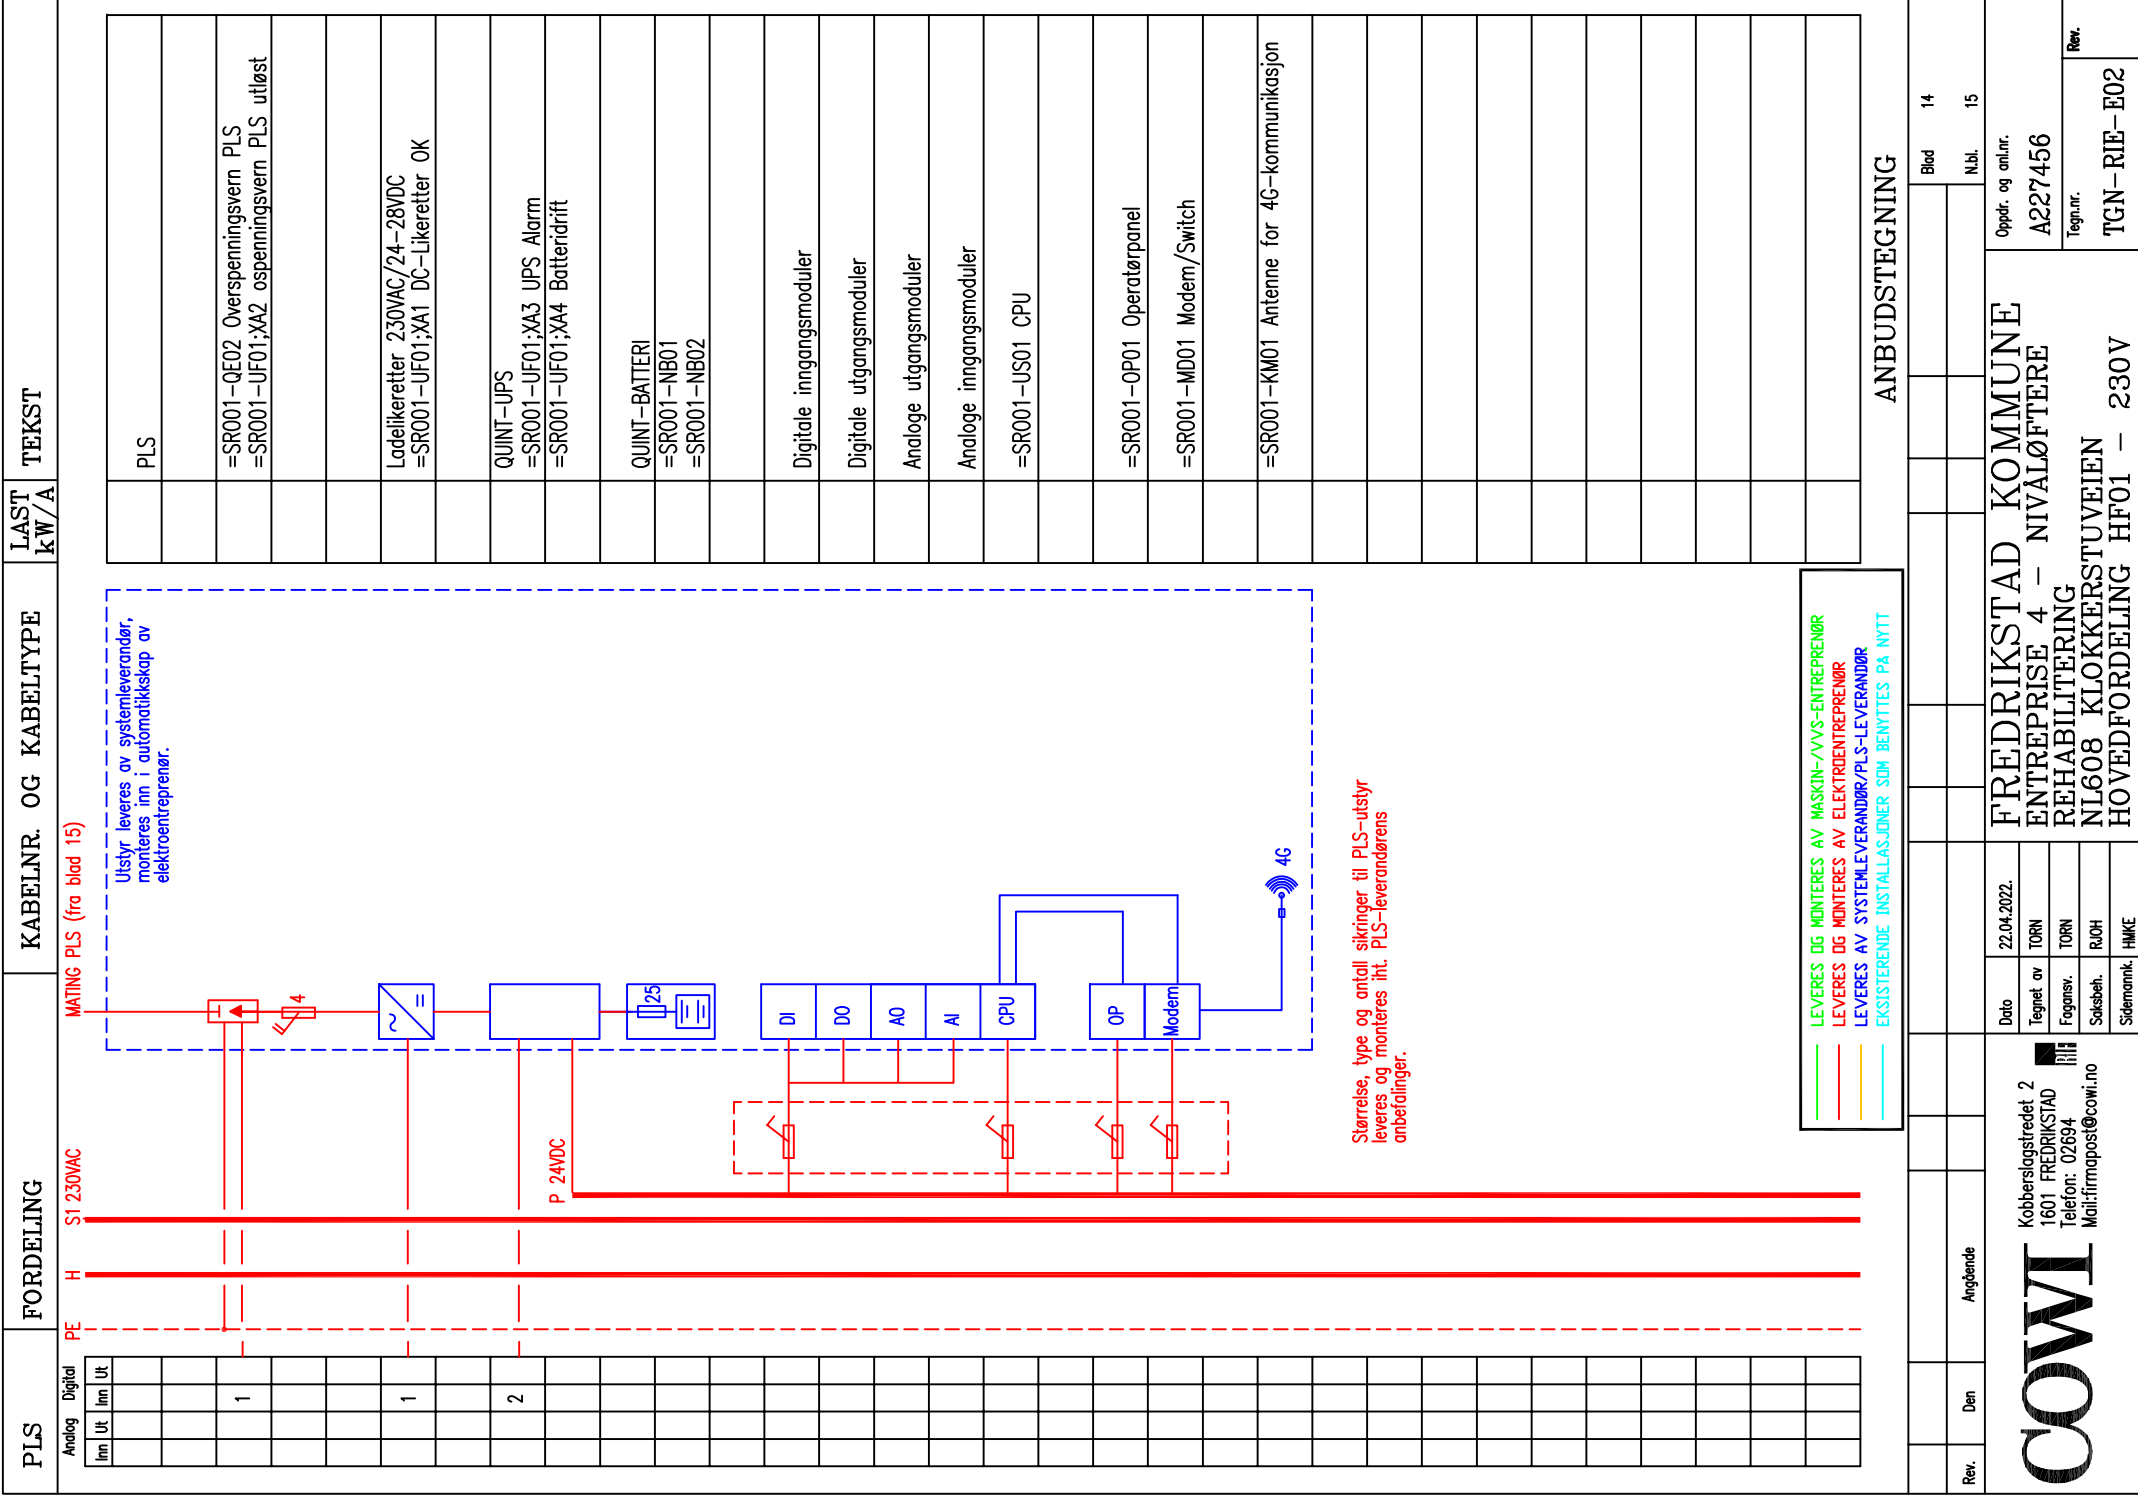 PLS
FORDELING
KABELNR. OG KABELTYPE
LAST
kW/A
TEKST
Analog Digital
Inn Ut Inn Ut
PE
H
S1 230VAC
MATING PLS (fra blad 15)
Utstyr leveres av systemleverandør,
monteres inn i automatikkskap av
elektroentreprenør.
PLS
1
=SR001-QE02 Overspenningsvern PLS
=SR001-UF01;XA2 ospenningsvern PLS utløst
4
1
~
=
Ladelikeretter 230VAC/24-28VDC
=SR001-UF01;XA1 DC-Likeretter OK
2
QUINT-UPS
=SR001-UF01;XA3 UPS Alarm
=SR001-UF01;XA4 Batteridrift
P 24VDC
25
QUINT-BATTERI
=SR001-NB01
=SR001-NB02
DI
Digitale inngangsmoduler
DO
Digitale utgangsmoduler
AO
Analoge utgangsmoduler
AI
Analoge inngangsmoduler
CPU
=SR001-US01 CPU
OP
=SR001-OP01 Operatørpanel
Modem
=SR001-MD01 Modem/Switch
4G
=SR001-KM01 Antenne for 4G-kommunikasjon
Størrelse, type og antall sikringer til PLS-utstyr
leveres og monteres iht. PLS-leverandørens
anbefalinger.
LEVERES OG MONTERES AV MASKIN-/VVS-ENTREPRENØR
LEVERES OG MONTERES AV ELEKTROENTREPRENØR
LEVERES AV SYSTEMLEVERANDØR/PLS-LEVERANDØR
EKSISTERENDE INSTALLASJONER SOM BENYTTES PÅ NYTT
ANBUDSTEGNING
Blad 14
N.bl. 15
Rev. Den Angående
COWI
Kobberslagstredet 2
1601 FREDRIKSTAD
Telefon: 02694
Mail:firmapost@cowi.no
RIF
Dato 22.04.2022.
Tegnet av TORN
Fagansv. TORN
Saksbeh. RJOH
Sidemannk. HMKE
FREDRIKSTAD KOMMUNE
ENTREPRISE 4 - NIVÅLØFTERE
REHABILITERING
NL608 KLOKKERSTUVEIEN
HOVEDFORDELING HF01 - 230V
Oppdr. og anl.nr.
A227456
Tegn.nr.
TGN-RIE-E02
Rev.